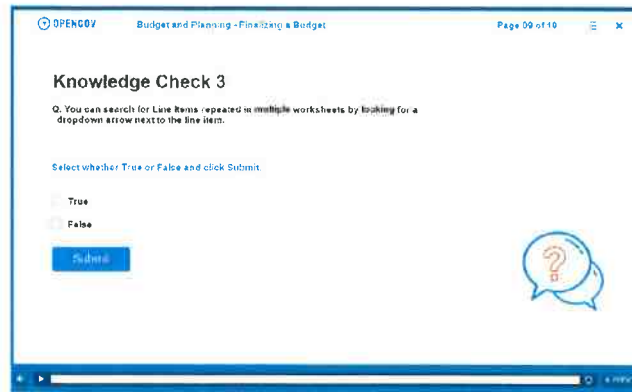 OPENGOV
Budget and Planning - Finalizing a Budget
Page 09 of 10
Knowledge Check 3
Q. You can search for Line Items repeated in multiple worksheets by looking for a
dropdown arrow next to the line item.
Select whether True or False and click Submit.
True
False
Submit